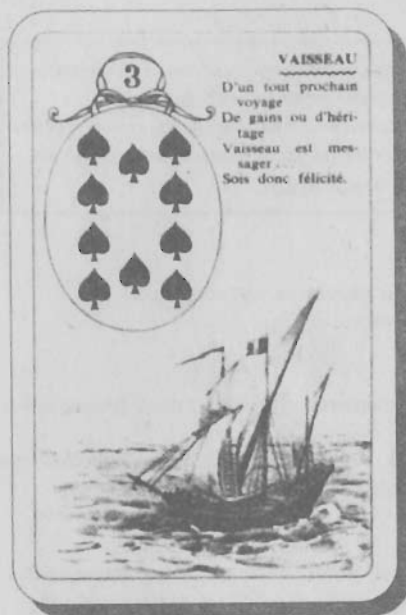 3
VAISSEAU
D'un tout prochain
voyage
De gains ou d'héri-
tage
Vaisseau est mes-
sager...
Sois donc félicité.